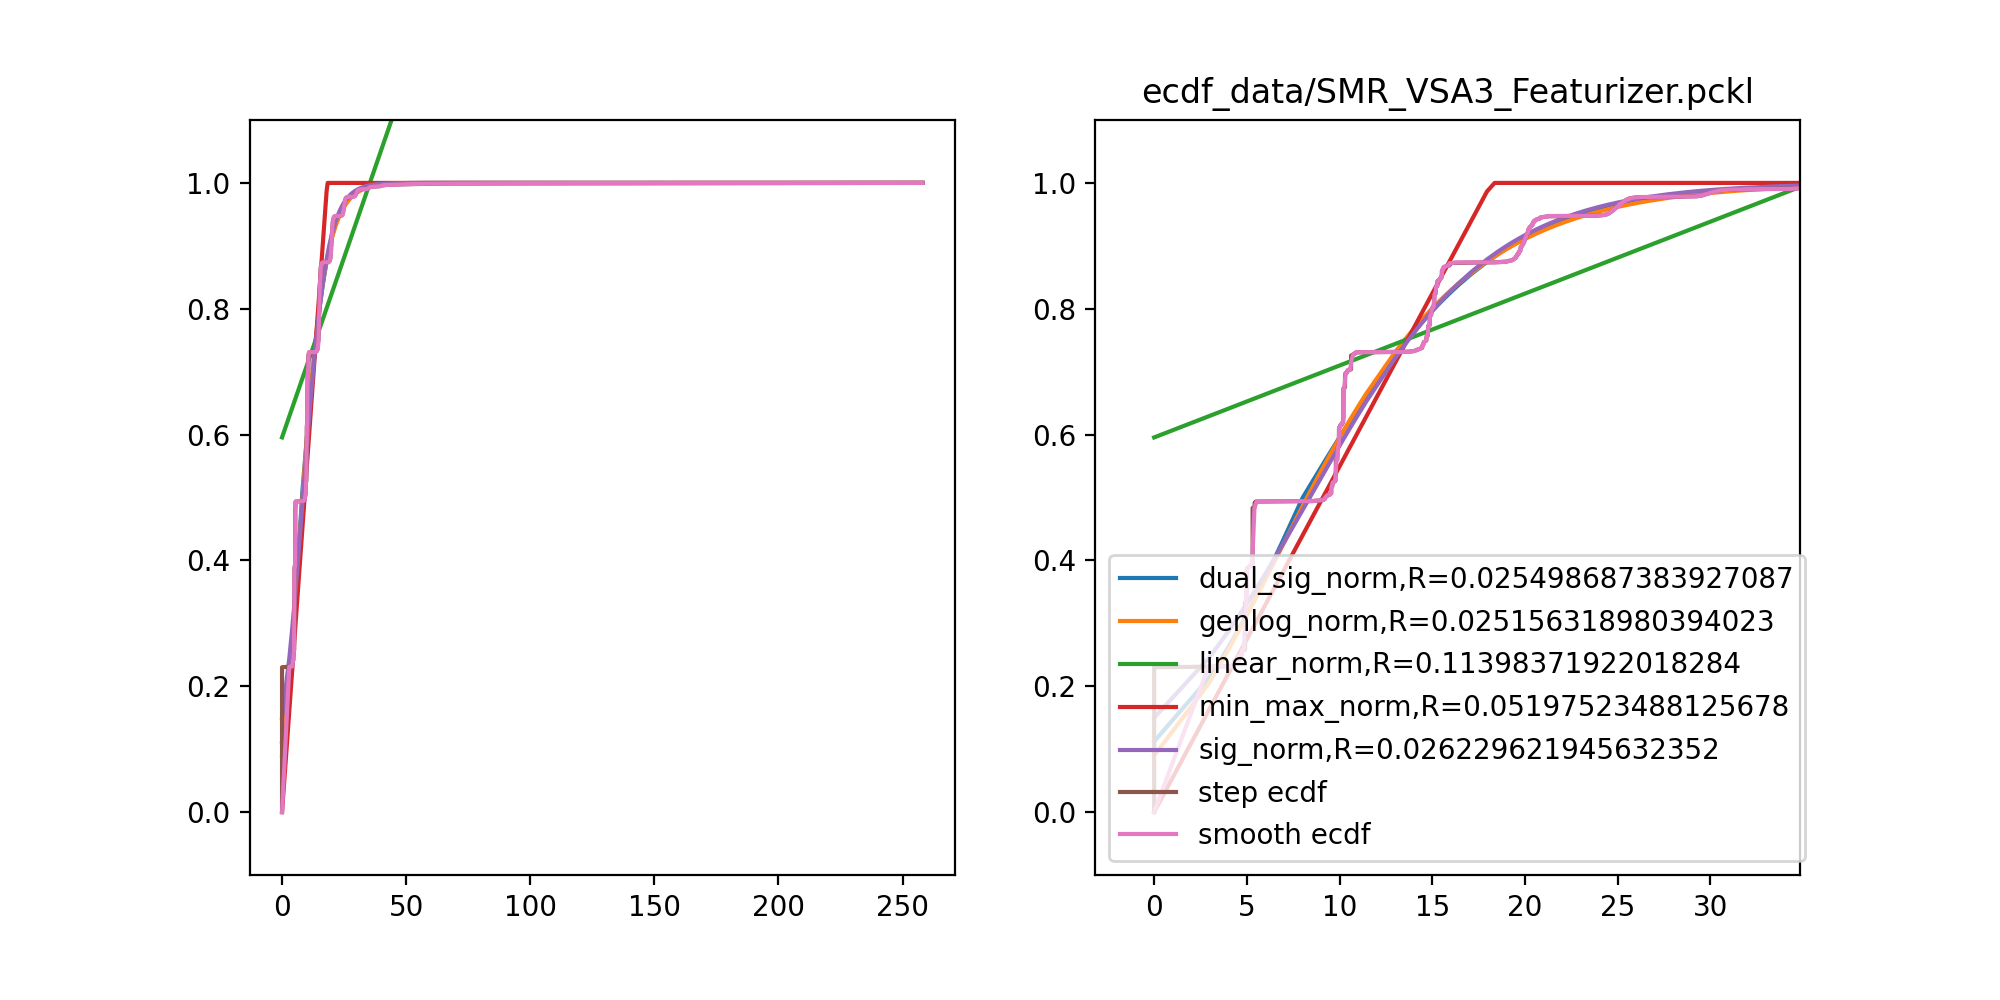 ecdf_data/SMR_VSA3_Featurizer.pckl
1.0
0.8
0.6
0.4
0.2
0.0
0 50 100 150 200 250
1.0
0.8
0.6
0.4
0.2
0.0
0 5 10 15 20 25 30
dual_sig_norm,R=0.025498687383927087
genlog_norm,R=0.025156318980394023
linear_norm,R=0.11398371922018284
min_max_norm,R=0.05197523488125678
sig_norm,R=0.026229621945632352
step ecdf
smooth ecdf